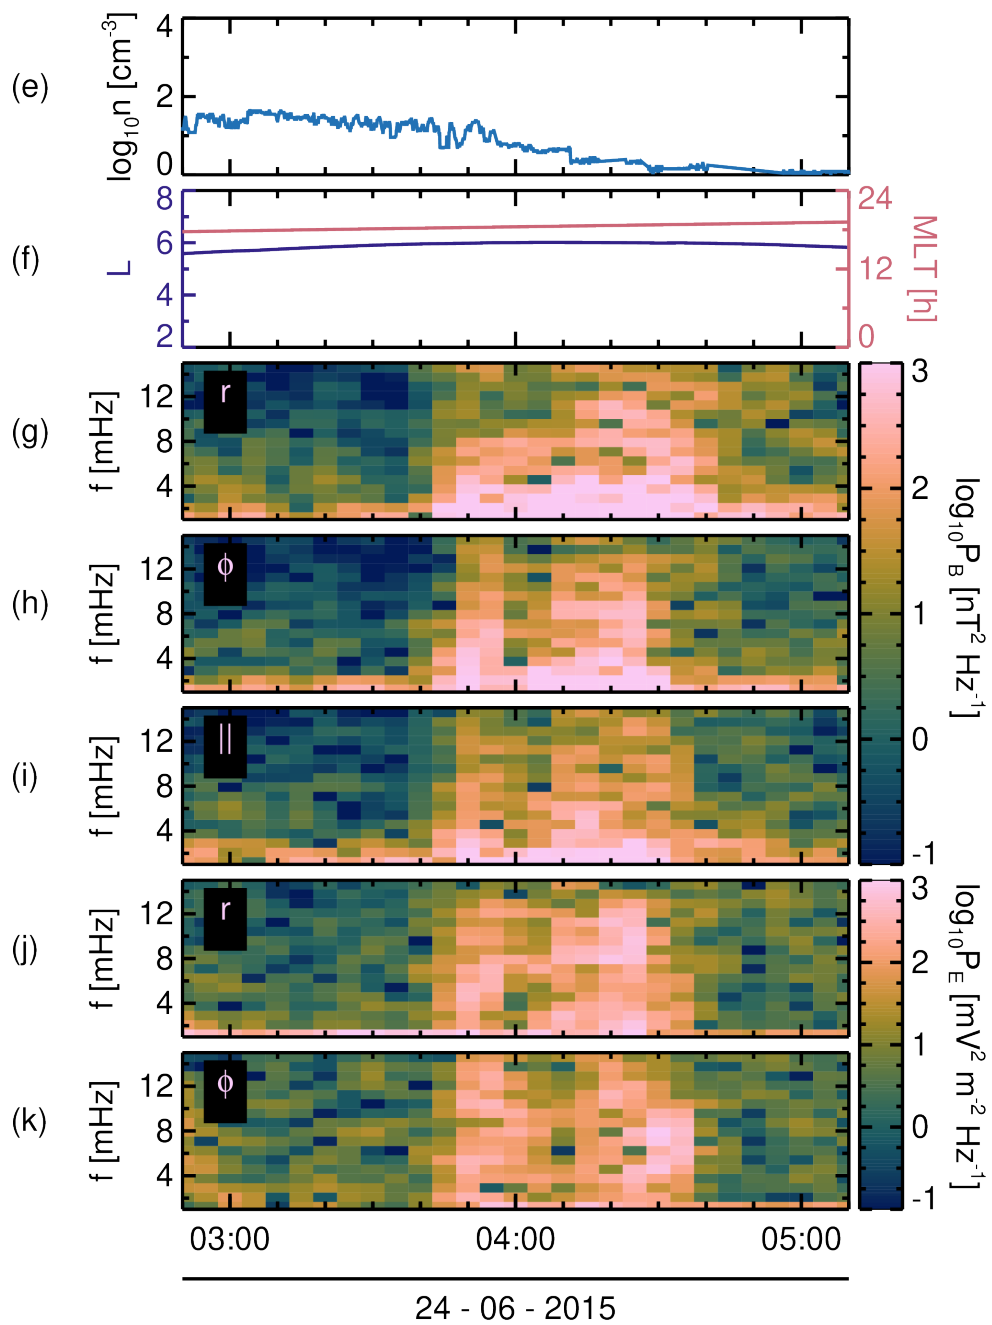 (e)
log10n [cm-3]
4
2
0
(f)
L
8
6
4
2
24
12
0
MLT [h]
(g)
f [mHz]
12
8
4
r
(h)
f [mHz]
12
8
4
ϕ
(i)
f [mHz]
12
8
4
||
3
2
1
0
-1
log10PB [nT2 Hz-1]
(j)
f [mHz]
12
8
4
r
(k)
f [mHz]
12
8
4
ϕ
3
2
1
0
-1
log10PE [mV2 m-2 Hz-1]
03:00 04:00 05:00
24 - 06 - 2015